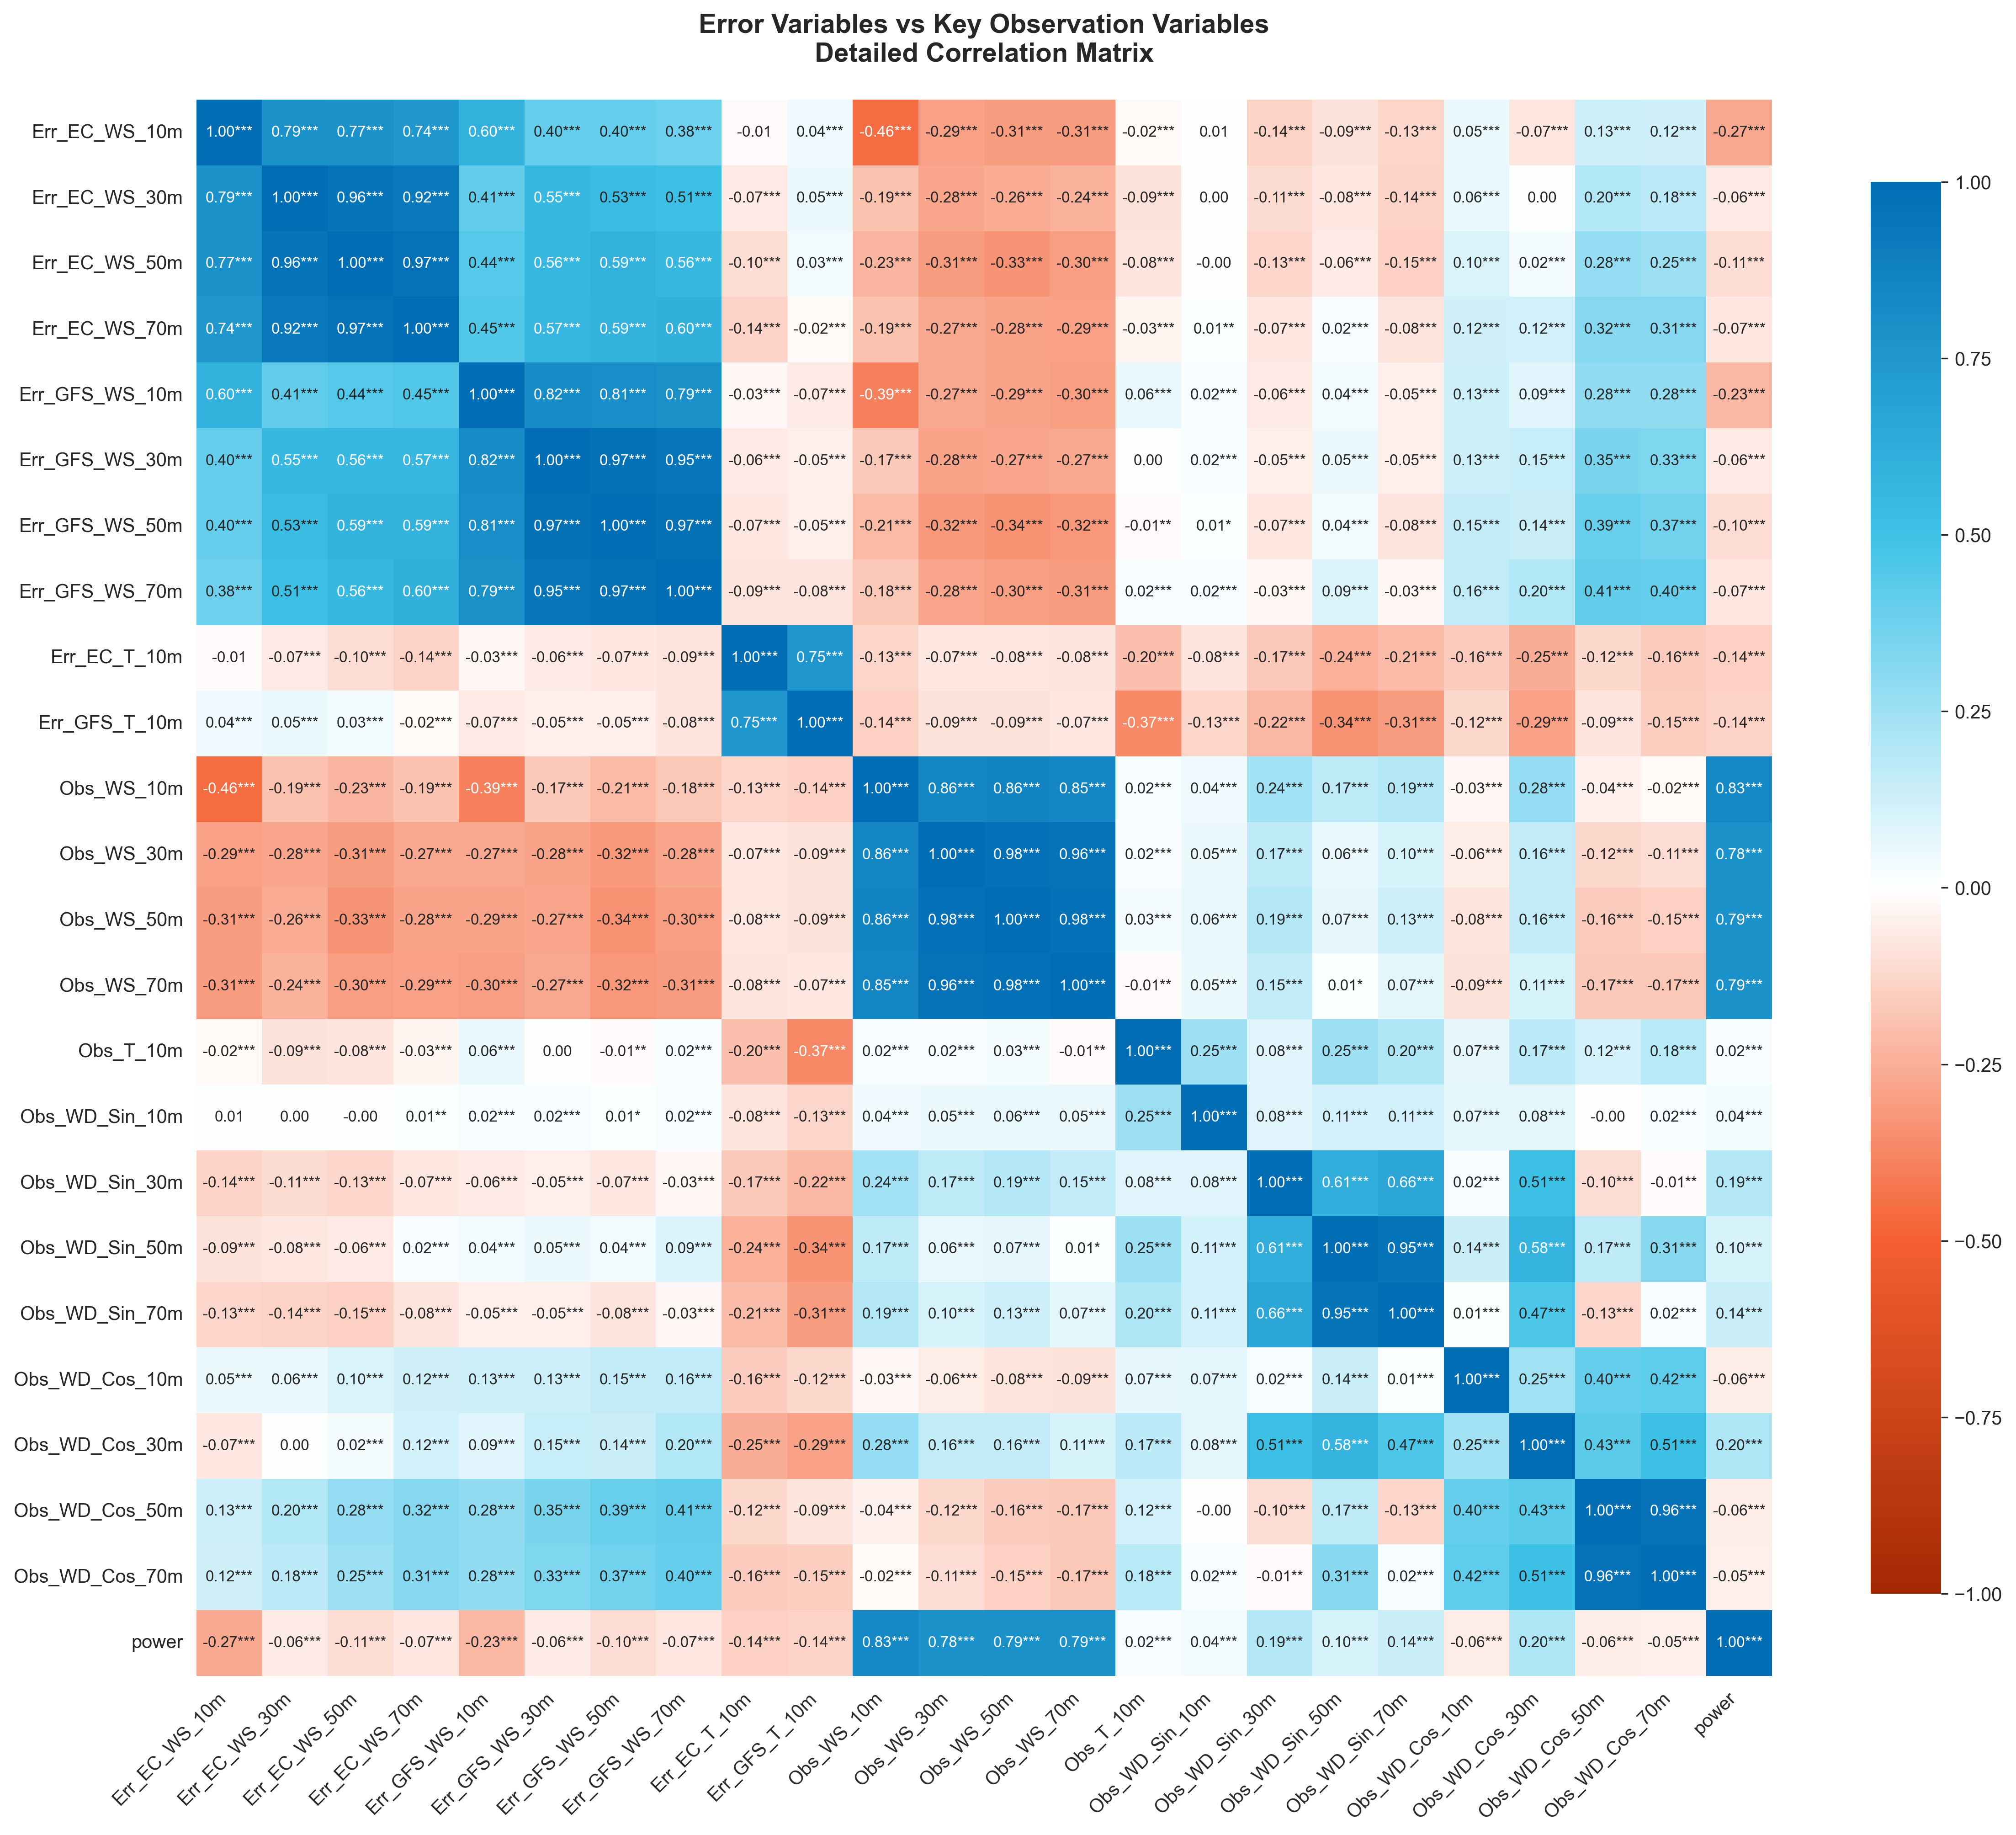 Error Variables vs Key Observation Variables
Detailed Correlation Matrix
Err_EC_WS_10m 1.00*** 0.79*** 0.77*** 0.74*** 0.60*** 0.40*** 0.40*** 0.38*** -0.01 0.04*** -0.46*** -0.29*** -0.31*** -0.31*** -0.02*** 0.01 -0.14*** -0.09*** -0.13*** 0.05*** -0.07*** 0.13*** 0.12*** -0.27***
Err_EC_WS_30m 0.79*** 1.00*** 0.96*** 0.92*** 0.41*** 0.55*** 0.53*** 0.51*** -0.07*** 0.05*** -0.19*** -0.28*** -0.26*** -0.24*** -0.09*** 0.00 -0.11*** -0.08*** -0.14*** 0.06*** 0.00 0.20*** 0.18*** -0.06***
Err_EC_WS_50m 0.77*** 0.96*** 1.00*** 0.97*** 0.44*** 0.56*** 0.59*** 0.56*** -0.10*** 0.03*** -0.23*** -0.31*** -0.33*** -0.30*** -0.08*** -0.00 -0.13*** -0.06*** -0.15*** 0.10*** 0.02*** 0.28*** 0.25*** -0.11***
Err_EC_WS_70m 0.74*** 0.92*** 0.97*** 1.00*** 0.45*** 0.57*** 0.59*** 0.60*** -0.14*** -0.02*** -0.19*** -0.27*** -0.28*** -0.29*** -0.03*** 0.01** -0.07*** 0.02*** -0.08*** 0.12*** 0.12*** 0.32*** 0.31*** -0.07***
Err_GFS_WS_10m 0.60*** 0.41*** 0.44*** 0.45*** 1.00*** 0.82*** 0.81*** 0.79*** -0.03*** -0.07*** -0.39*** -0.27*** -0.29*** -0.30*** 0.06*** 0.02*** -0.06*** 0.04*** -0.05*** 0.13*** 0.09*** 0.28*** 0.28*** -0.23***
Err_GFS_WS_30m 0.40*** 0.55*** 0.56*** 0.57*** 0.82*** 1.00*** 0.97*** 0.95*** -0.06*** -0.05*** -0.17*** -0.28*** -0.27*** -0.27*** 0.00 0.02*** -0.05*** 0.05*** -0.05*** 0.13*** 0.15*** 0.35*** 0.33*** -0.06***
Err_GFS_WS_50m 0.40*** 0.53*** 0.59*** 0.59*** 0.81*** 0.97*** 1.00*** 0.97*** -0.07*** -0.05*** -0.21*** -0.32*** -0.34*** -0.32*** -0.01** 0.01* -0.07*** 0.04*** -0.08*** 0.15*** 0.14*** 0.39*** 0.37*** -0.10***
Err_GFS_WS_70m 0.38*** 0.51*** 0.56*** 0.60*** 0.79*** 0.95*** 0.97*** 1.00*** -0.09*** -0.08*** -0.18*** -0.28*** -0.30*** -0.31*** 0.02*** 0.02*** -0.03*** 0.09*** -0.03*** 0.16*** 0.20*** 0.41*** 0.40*** -0.07***
Err_EC_T_10m -0.01 -0.07*** -0.10*** -0.14*** -0.03*** -0.06*** -0.07*** -0.09*** 1.00*** 0.75*** -0.13*** -0.07*** -0.08*** -0.08*** -0.20*** -0.08*** -0.17*** -0.24*** -0.21*** -0.16*** -0.25*** -0.12*** -0.16*** -0.14***
Err_GFS_T_10m 0.04*** 0.05*** 0.03*** -0.02*** -0.07*** -0.05*** -0.05*** -0.08*** 0.75*** 1.00*** -0.14*** -0.09*** -0.09*** -0.07*** -0.37*** -0.13*** -0.22*** -0.34*** -0.31*** -0.12*** -0.29*** -0.09*** -0.15*** -0.14***
Obs_WS_10m -0.46*** -0.19*** -0.23*** -0.19*** -0.39*** -0.17*** -0.21*** -0.18*** -0.13*** -0.14*** 1.00*** 0.86*** 0.86*** 0.85*** 0.02*** 0.04*** 0.24*** 0.17*** 0.19*** -0.03*** 0.28*** -0.04*** -0.02*** 0.83***
Obs_WS_30m -0.29*** -0.28*** -0.31*** -0.27*** -0.27*** -0.28*** -0.32*** -0.28*** -0.07*** -0.09*** 0.86*** 1.00*** 0.98*** 0.96*** 0.02*** 0.05*** 0.17*** 0.06*** 0.10*** -0.06*** 0.16*** -0.12*** -0.11*** 0.78***
Obs_WS_50m -0.31*** -0.26*** -0.33*** -0.28*** -0.29*** -0.27*** -0.34*** -0.30*** -0.08*** -0.09*** 0.86*** 0.98*** 1.00*** 0.98*** 0.03*** 0.06*** 0.19*** 0.07*** 0.13*** -0.08*** 0.16*** -0.16*** -0.15*** 0.79***
Obs_WS_70m -0.31*** -0.24*** -0.30*** -0.29*** -0.30*** -0.27*** -0.32*** -0.31*** -0.08*** -0.07*** 0.85*** 0.96*** 0.98*** 1.00*** -0.01** 0.05*** 0.15*** 0.01* 0.07*** -0.09*** 0.11*** -0.17*** -0.17*** 0.79***
Obs_T_10m -0.02*** -0.09*** -0.08*** -0.03*** 0.06*** 0.00 -0.01** 0.02*** -0.20*** -0.37*** 0.02*** 0.02*** 0.03*** -0.01** 1.00*** 0.25*** 0.08*** 0.25*** 0.20*** 0.07*** 0.17*** 0.12*** 0.18*** 0.02***
Obs_WD_Sin_10m 0.01 0.00 -0.00 0.01** 0.02*** 0.02*** 0.01* 0.02*** -0.08*** -0.13*** 0.04*** 0.05*** 0.06*** 0.05*** 0.25*** 1.00*** 0.08*** 0.11*** 0.11*** 0.07*** 0.08*** -0.00 0.02*** 0.04***
Obs_WD_Sin_30m -0.14*** -0.11*** -0.13*** -0.07*** -0.06*** -0.05*** -0.07*** -0.03*** -0.17*** -0.22*** 0.24*** 0.17*** 0.19*** 0.15*** 0.08*** 0.08*** 1.00*** 0.61*** 0.66*** 0.02*** 0.51*** -0.10*** -0.01** 0.19***
Obs_WD_Sin_50m -0.09*** -0.08*** -0.06*** 0.02*** 0.04*** 0.05*** 0.04*** 0.09*** -0.24*** -0.34*** 0.17*** 0.06*** 0.07*** 0.01* 0.25*** 0.11*** 0.61*** 1.00*** 0.95*** 0.14*** 0.58*** 0.17*** 0.31*** 0.10***
Obs_WD_Sin_70m -0.13*** -0.14*** -0.15*** -0.08*** -0.05*** -0.05*** -0.08*** -0.03*** -0.21*** -0.31*** 0.19*** 0.10*** 0.13*** 0.07*** 0.20*** 0.11*** 0.66*** 0.95*** 1.00*** 0.01*** 0.47*** -0.13*** 0.02*** 0.14***
Obs_WD_Cos_10m 0.05*** 0.06*** 0.10*** 0.12*** 0.13*** 0.13*** 0.15*** 0.16*** -0.16*** -0.12*** -0.03*** -0.06*** -0.08*** -0.09*** 0.07*** 0.07*** 0.02*** 0.14*** 0.01*** 1.00*** 0.25*** 0.40*** 0.42*** -0.06***
Obs_WD_Cos_30m -0.07*** 0.00 0.02*** 0.12*** 0.09*** 0.15*** 0.14*** 0.20*** -0.25*** -0.29*** 0.28*** 0.16*** 0.16*** 0.11*** 0.17*** 0.08*** 0.51*** 0.58*** 0.47*** 0.25*** 1.00*** 0.43*** 0.51*** 0.20***
Obs_WD_Cos_50m 0.13*** 0.20*** 0.28*** 0.32*** 0.28*** 0.35*** 0.39*** 0.41*** -0.12*** -0.09*** -0.04*** -0.12*** -0.16*** -0.17*** 0.12*** -0.00 -0.10*** 0.17*** -0.13*** 0.40*** 0.43*** 1.00*** 0.96*** -0.06***
Obs_WD_Cos_70m 0.12*** 0.18*** 0.25*** 0.31*** 0.28*** 0.33*** 0.37*** 0.40*** -0.16*** -0.15*** -0.02*** -0.11*** -0.15*** -0.17*** 0.18*** 0.02*** -0.01** 0.31*** 0.02*** 0.42*** 0.51*** 0.96*** 1.00*** -0.05***
power -0.27*** -0.06*** -0.11*** -0.07*** -0.23*** -0.06*** -0.10*** -0.07*** -0.14*** -0.14*** 0.83*** 0.78*** 0.79*** 0.79*** 0.02*** 0.04*** 0.19*** 0.10*** 0.14*** -0.06*** 0.20*** -0.06*** -0.05*** 1.00***
Err_EC_WS_10m Err_EC_WS_30m Err_EC_WS_50m Err_EC_WS_70m Err_GFS_WS_10m Err_GFS_WS_30m Err_GFS_WS_50m Err_GFS_WS_70m Err_EC_T_10m Err_GFS_T_10m Obs_WS_10m Obs_WS_30m Obs_WS_50m Obs_WS_70m Obs_T_10m Obs_WD_Sin_10m Obs_WD_Sin_30m Obs_WD_Sin_50m Obs_WD_Sin_70m Obs_WD_Cos_10m Obs_WD_Cos_30m Obs_WD_Cos_50m Obs_WD_Cos_70m power
1.00
0.75
0.50
0.25
0.00
−0.25
−0.50
−0.75
−1.00